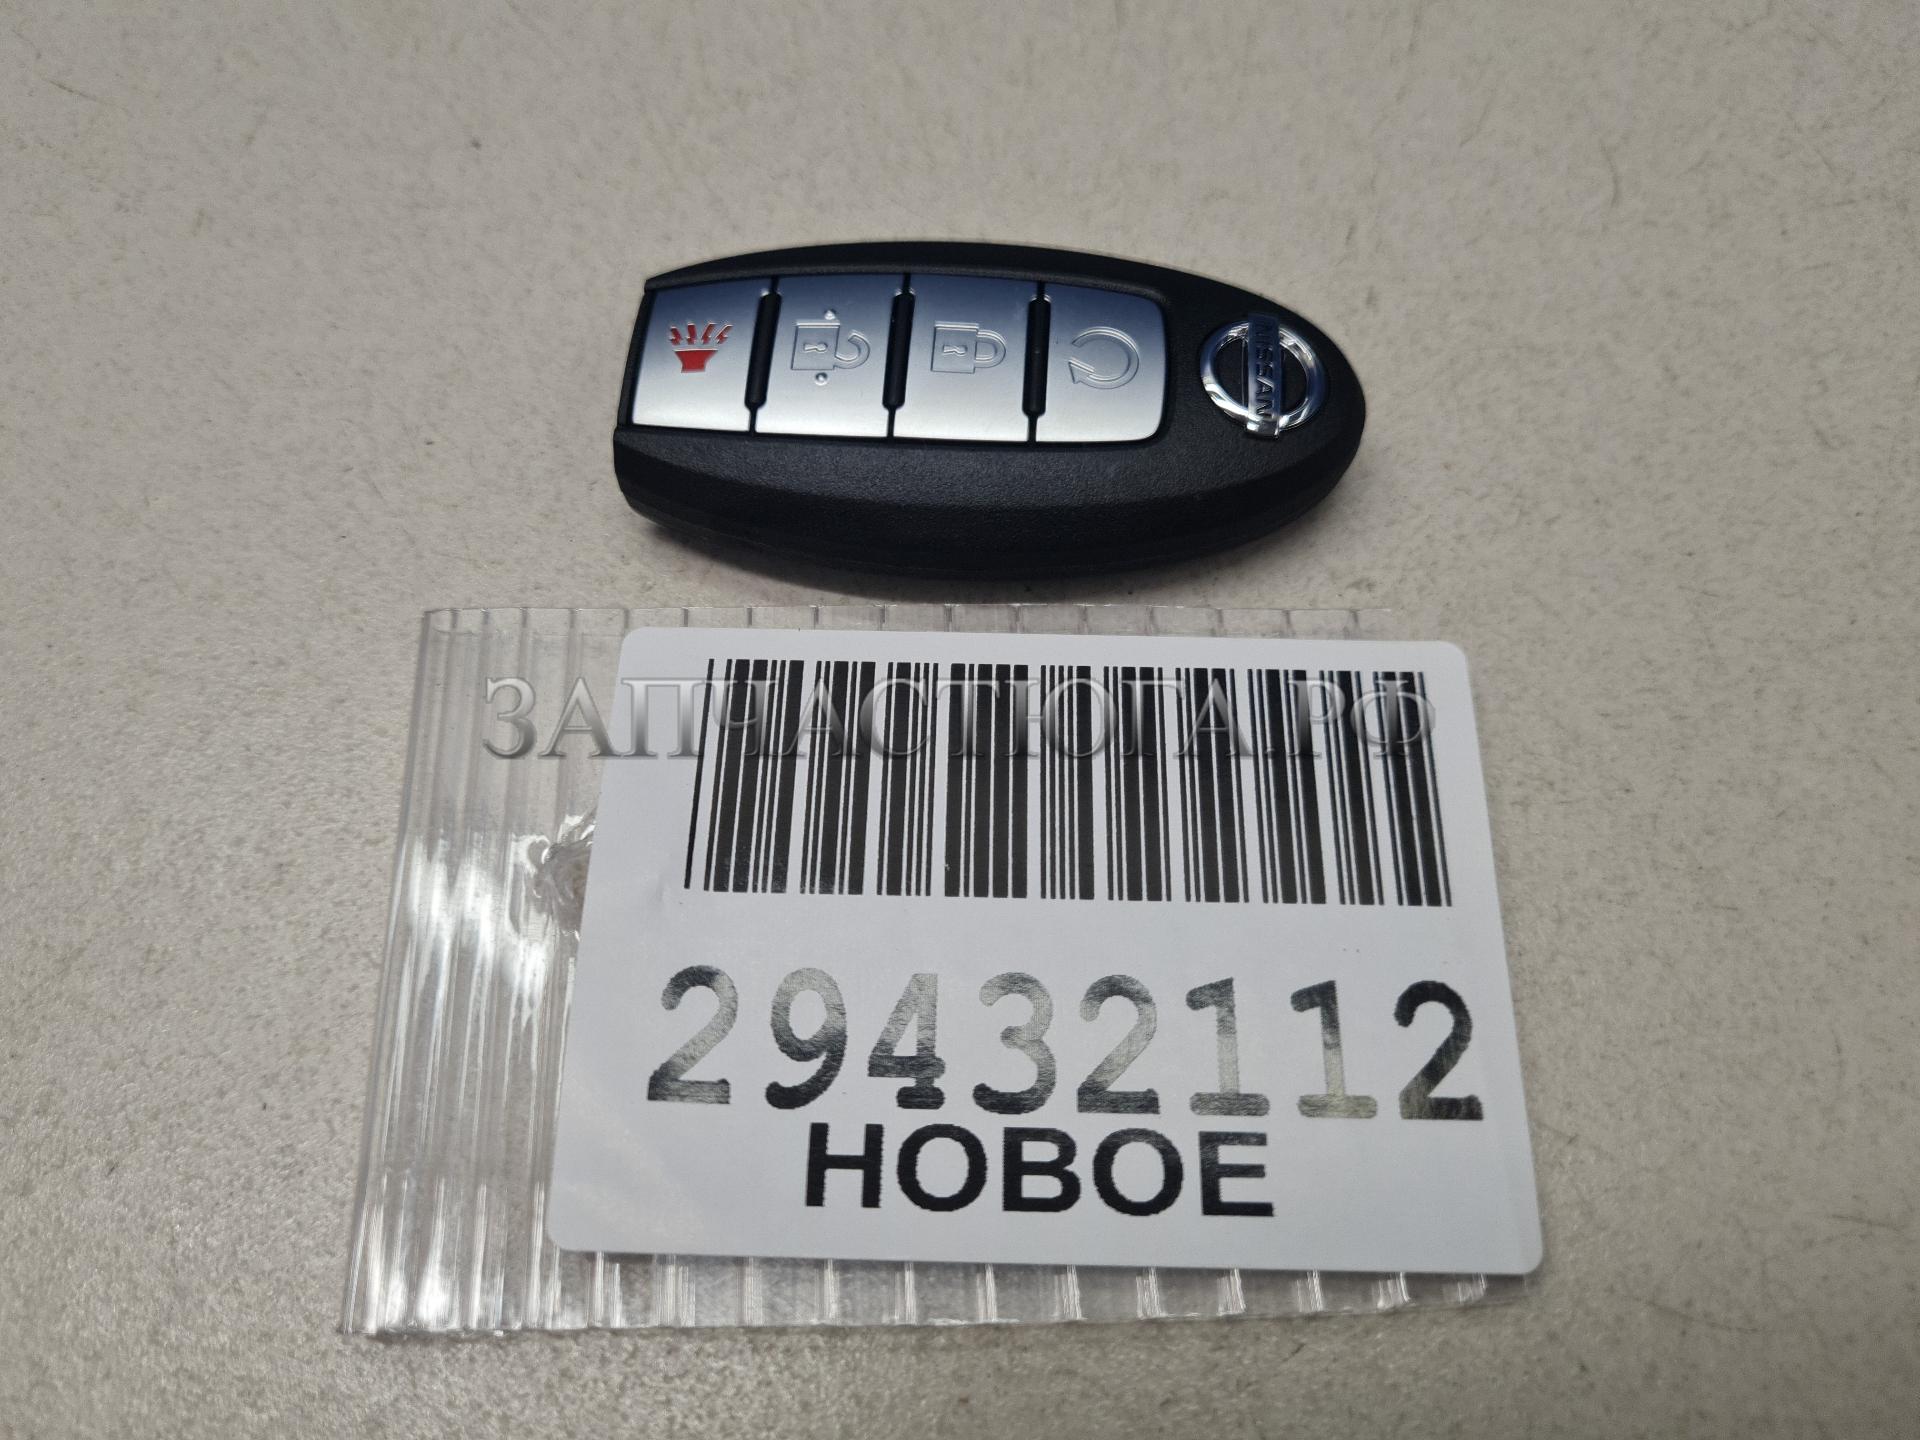 NISSAN
ЗАПЧАСТЮГА.РФ
29432112
НОВОЕ